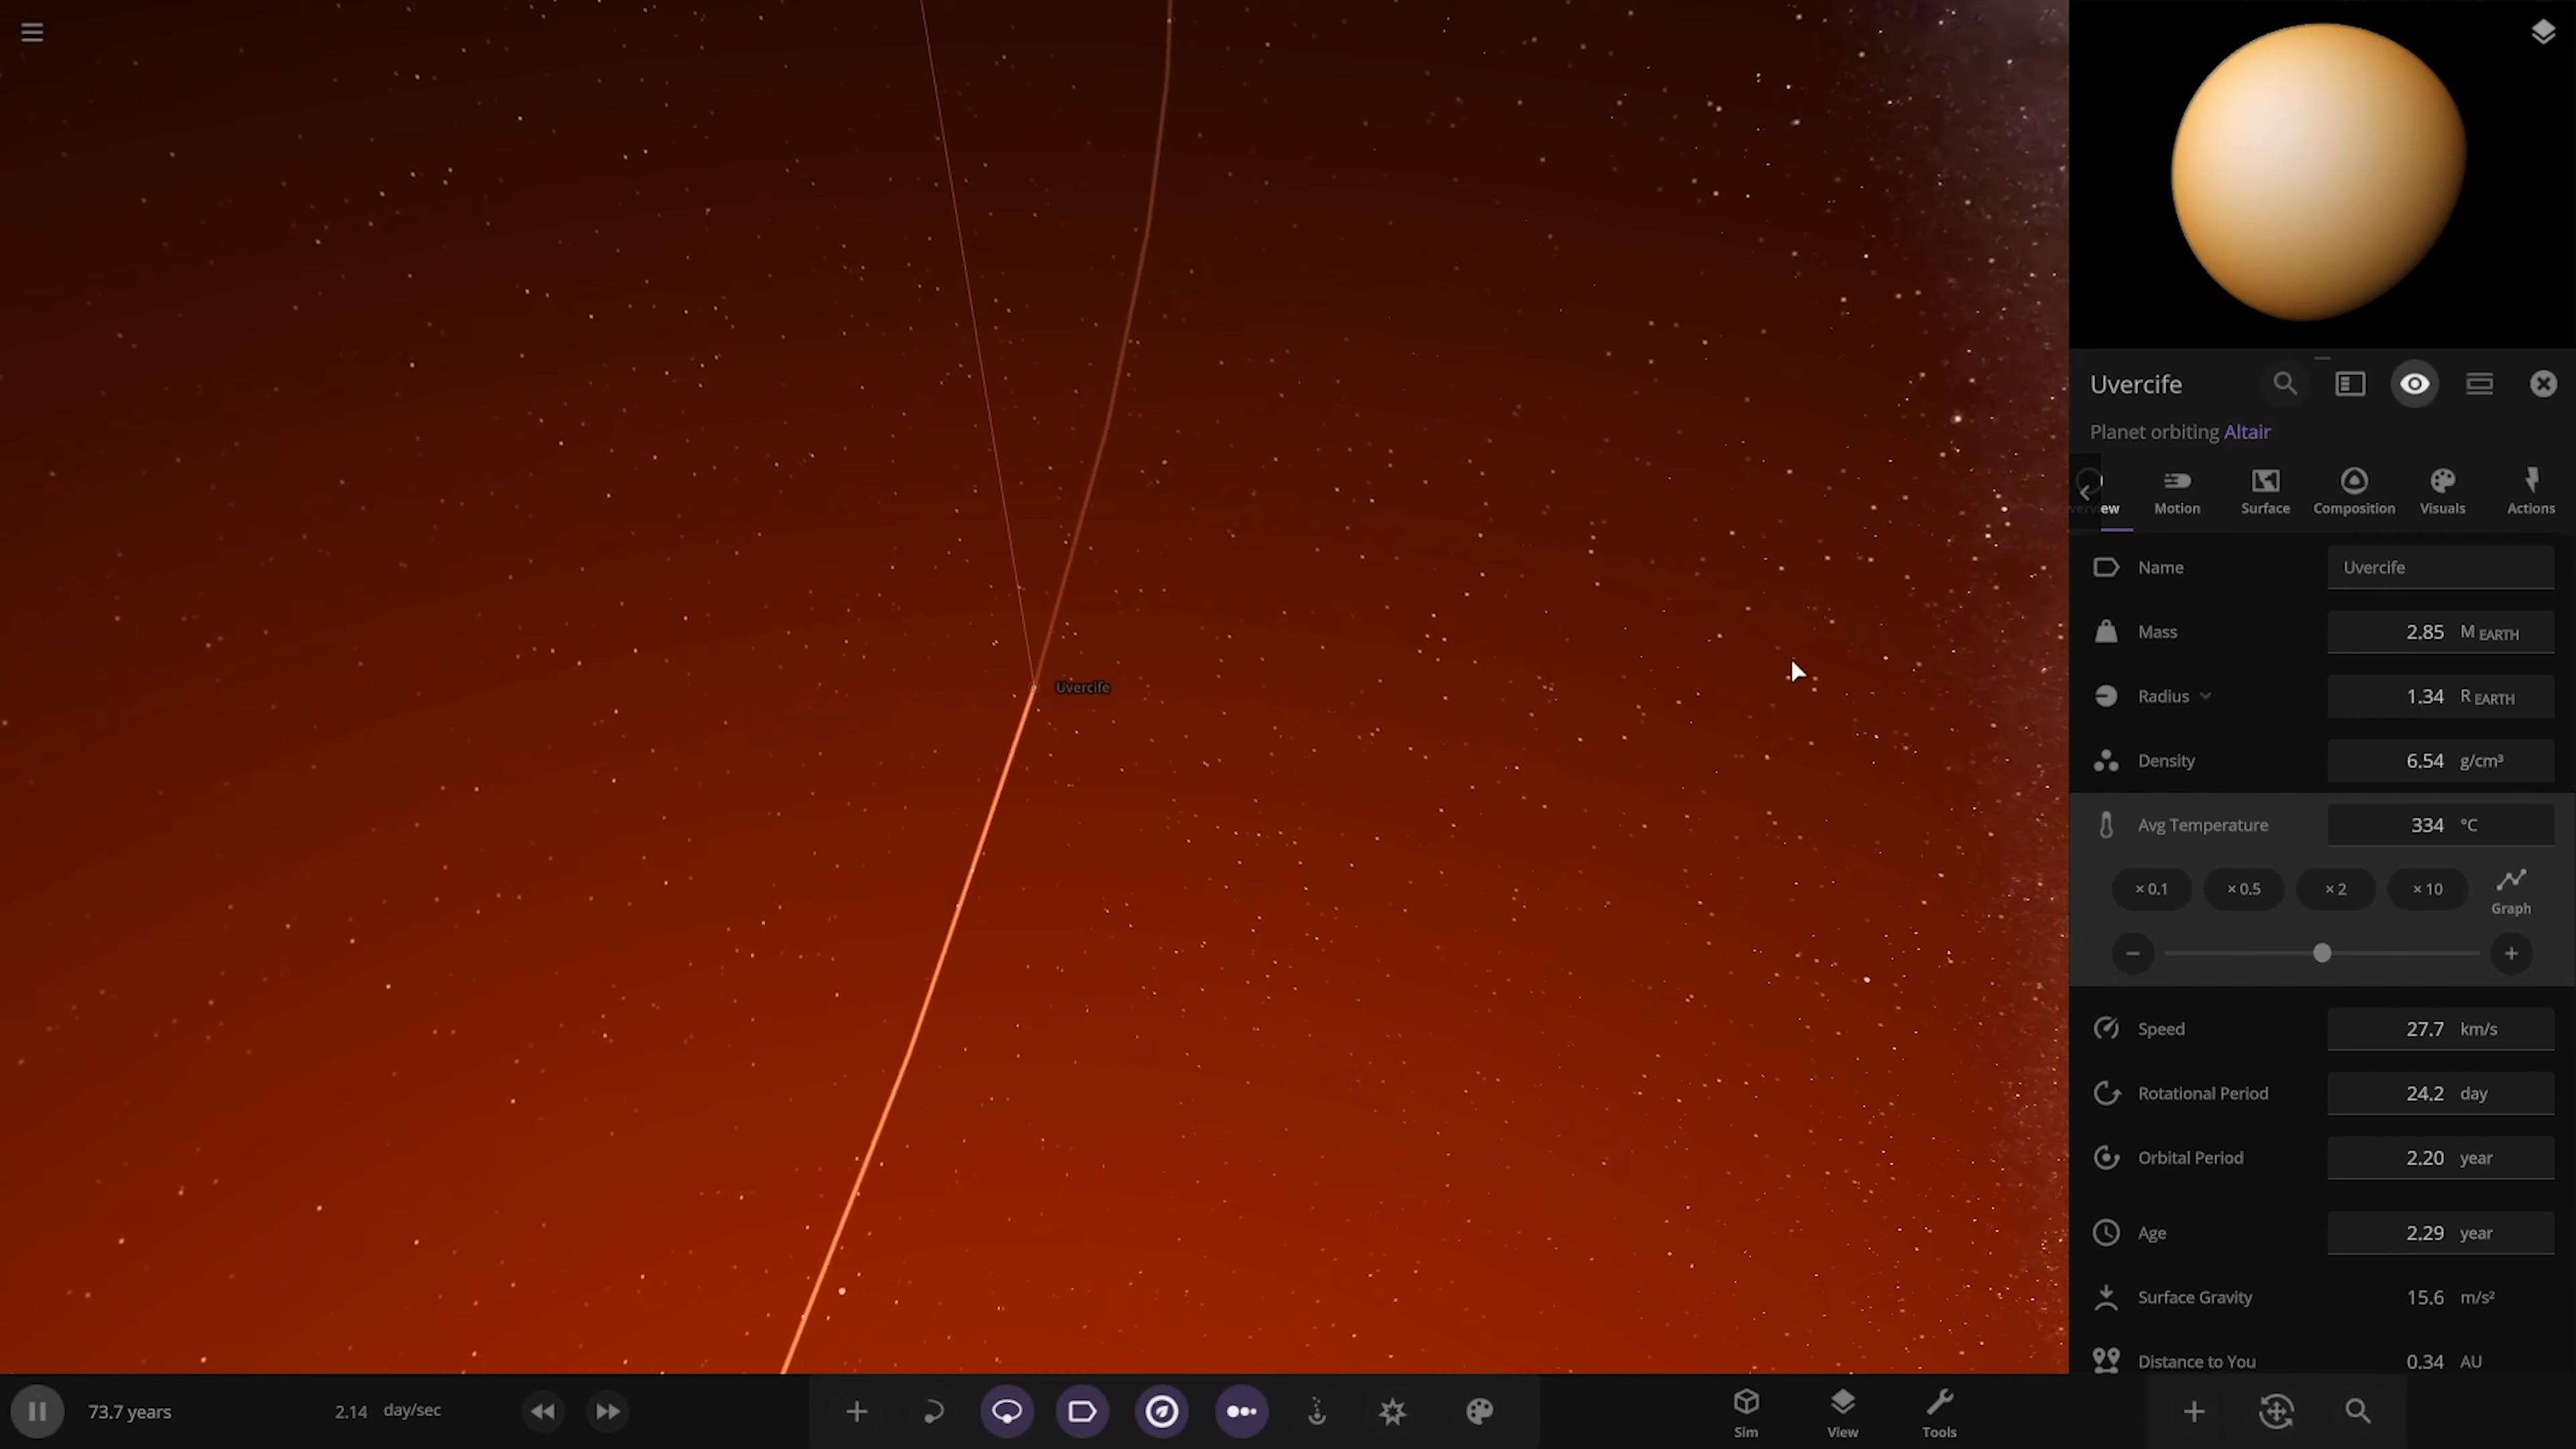 Uvercife
Uvercife
Planet orbiting Altair
Motion
Surface
Composition
Visuals
Actions
Name Uvercife
Mass 2.85 M EARTH
Radius 1.34 R EARTH
Density 6.54 g/cm³
Avg Temperature 334 °C
× 0.1 × 0.5 × 2 × 10 Graph
Speed 27.7 km/s
Rotational Period 24.2 day
Orbital Period 2.20 year
Age 2.29 year
Surface Gravity 15.6 m/s²
Distance to You 0.34 AU
73.7 years 2.14 day/sec Sim View Tools